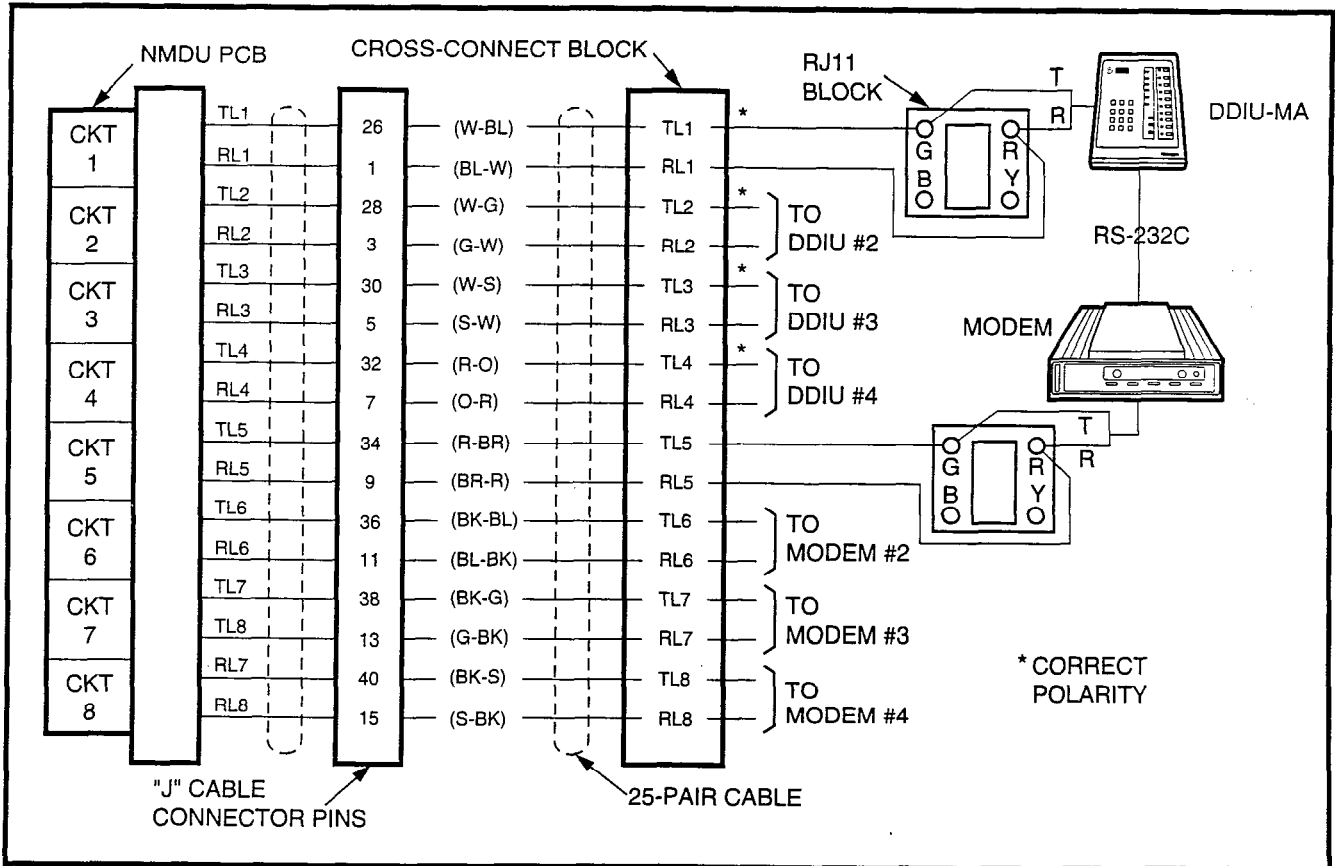 NMDU PCB
CROSS-CONNECT BLOCK
RJ11
BLOCK
T
R
DDIU-MA
G
R
B
Y
RS-232C
MODEM
T
R
G
R
B
Y
CKT
1
CKT
2
CKT
3
CKT
4
CKT
5
CKT
6
CKT
7
CKT
8
TL1 26 (W-BL) TL1 *
RL1 1 (BL-W) RL1
TL2 28 (W-G) TL2 *
RL2 3 (G-W) RL2
TO
DDIU #2
TL3 30 (W-S) TL3 *
RL3 5 (S-W) RL3
TO
DDIU #3
TL4 32 (R-O) TL4 *
RL4 7 (O-R) RL4
TO
DDIU #4
TL5 34 (R-BR) TL5
RL5 9 (BR-R) RL5
TL6 36 (BK-BL) TL6
RL6 11 (BL-BK) RL6
TO
MODEM #2
TL7 38 (BK-G) TL7
TL8 13 (G-BK) RL7
TO
MODEM #3
RL7 40 (BK-S) TL8
RL8 15 (S-BK) RL8
TO
MODEM #4
* CORRECT
POLARITY
"J" CABLE
CONNECTOR PINS
25-PAIR CABLE